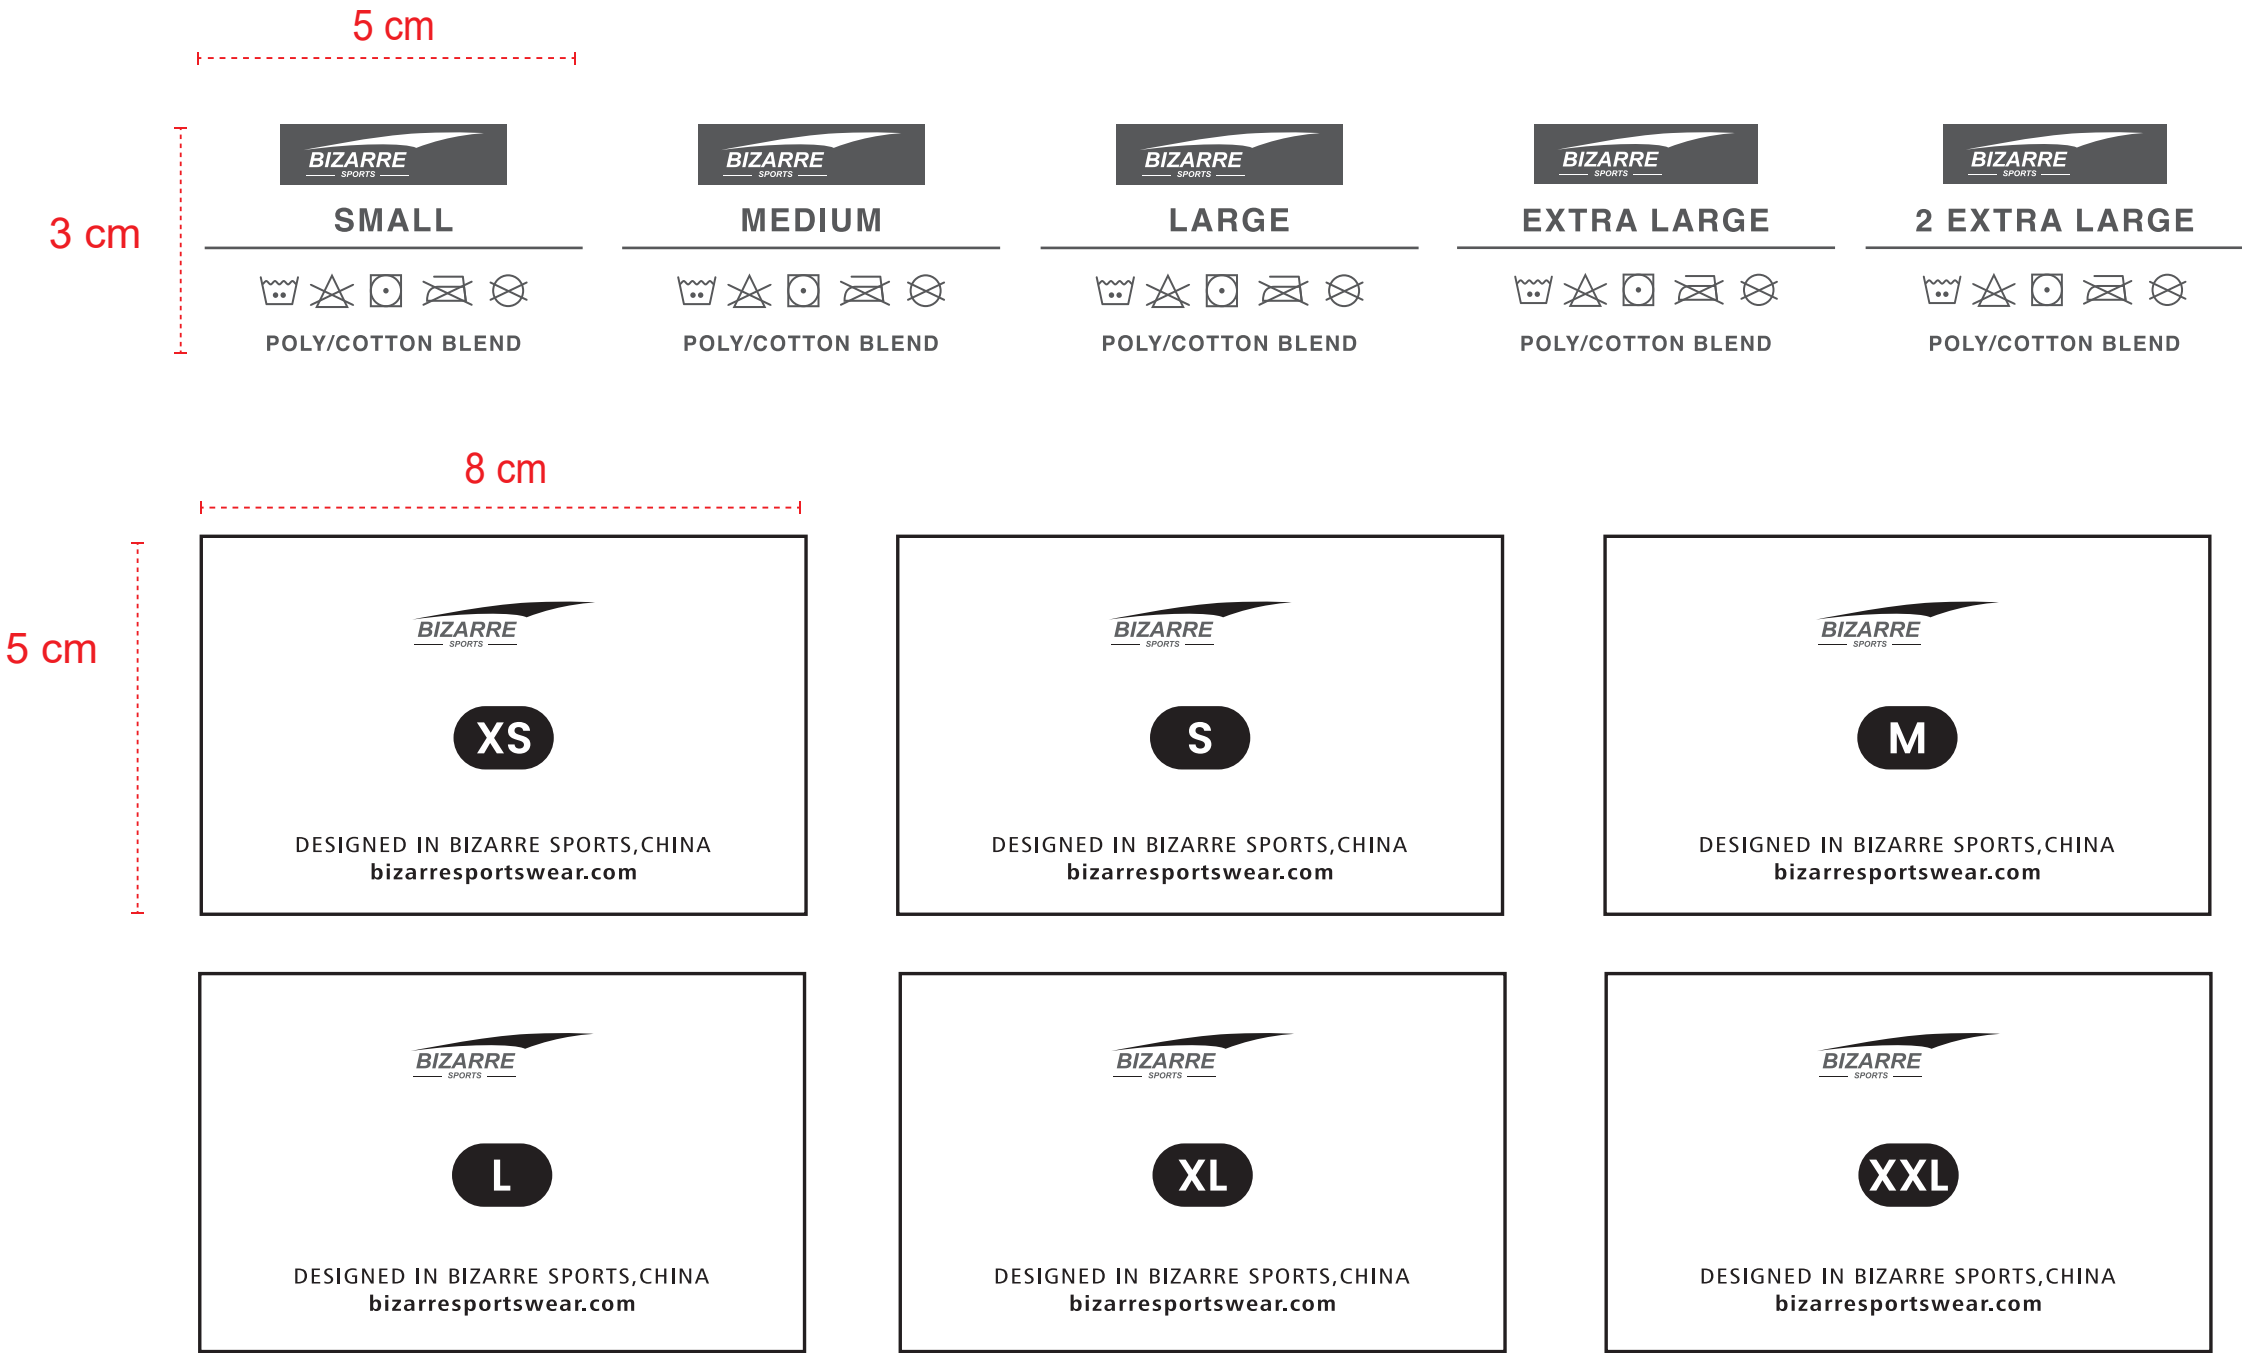 5 cm
3 cm
BIZARRE
SPORTS
SMALL
POLY/COTTON BLEND
BIZARRE
SPORTS
MEDIUM
POLY/COTTON BLEND
BIZARRE
SPORTS
LARGE
POLY/COTTON BLEND
BIZARRE
SPORTS
EXTRA LARGE
POLY/COTTON BLEND
BIZARRE
SPORTS
2 EXTRA LARGE
POLY/COTTON BLEND
8 cm
5 cm
BIZARRE
SPORTS
XS
DESIGNED IN BIZARRE SPORTS,CHINA
bizarresportswear.com
BIZARRE
SPORTS
S
DESIGNED IN BIZARRE SPORTS,CHINA
bizarresportswear.com
BIZARRE
SPORTS
M
DESIGNED IN BIZARRE SPORTS,CHINA
bizarresportswear.com
BIZARRE
SPORTS
L
DESIGNED IN BIZARRE SPORTS,CHINA
bizarresportswear.com
BIZARRE
SPORTS
XL
DESIGNED IN BIZARRE SPORTS,CHINA
bizarresportswear.com
BIZARRE
SPORTS
XXL
DESIGNED IN BIZARRE SPORTS,CHINA
bizarresportswear.com